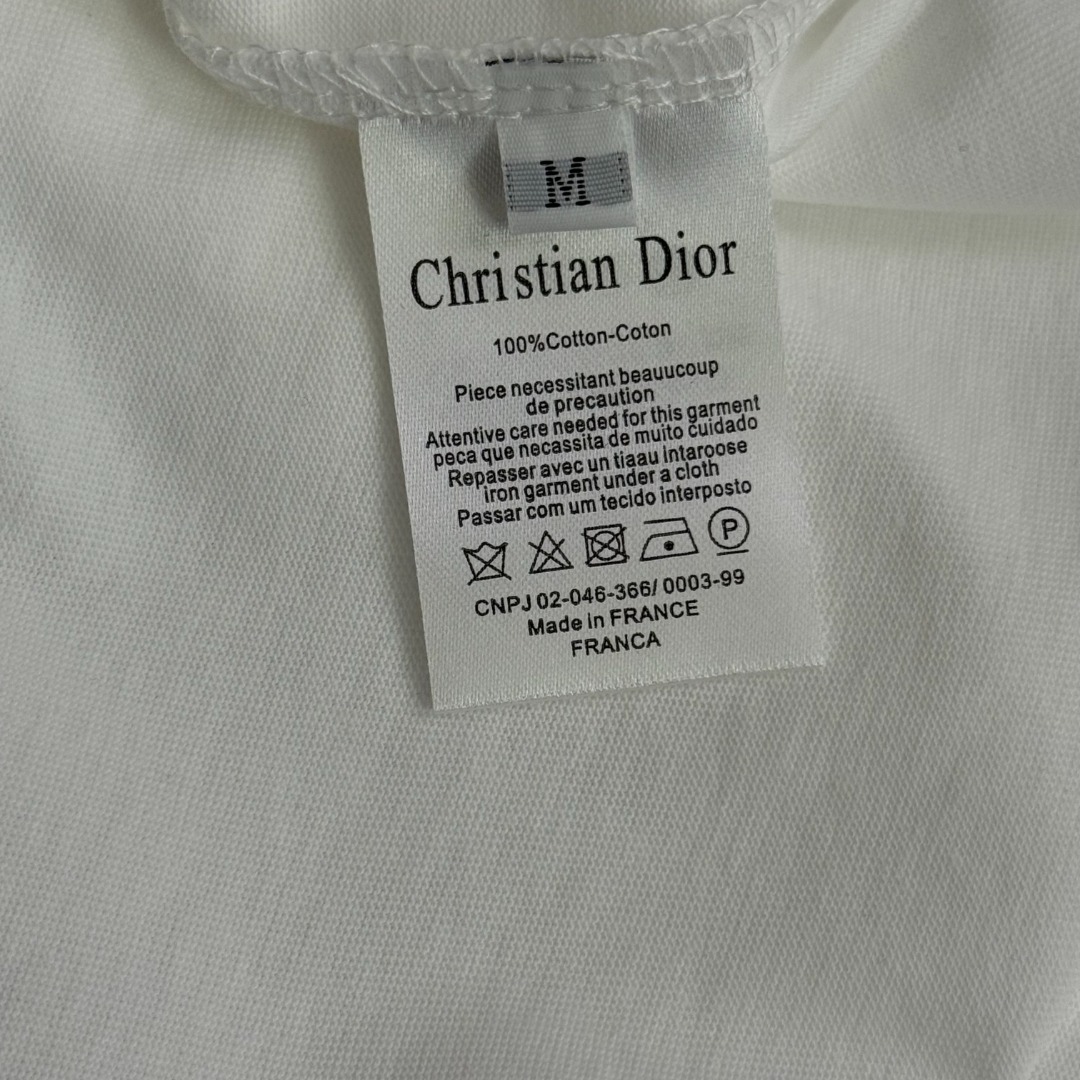 M
Christian Dior
100%Cotton-Coton
Piece necessitant beauucoup
de precaution
Attentive care needed for this garment
peca que necassita de muito cuidado
Repasser avec un tiaau intaroose
iron garment under a cloth
Passar com um tecido interposto
P
CNPJ 02-046-366/ 0003-99
Made in FRANCE
FRANCA